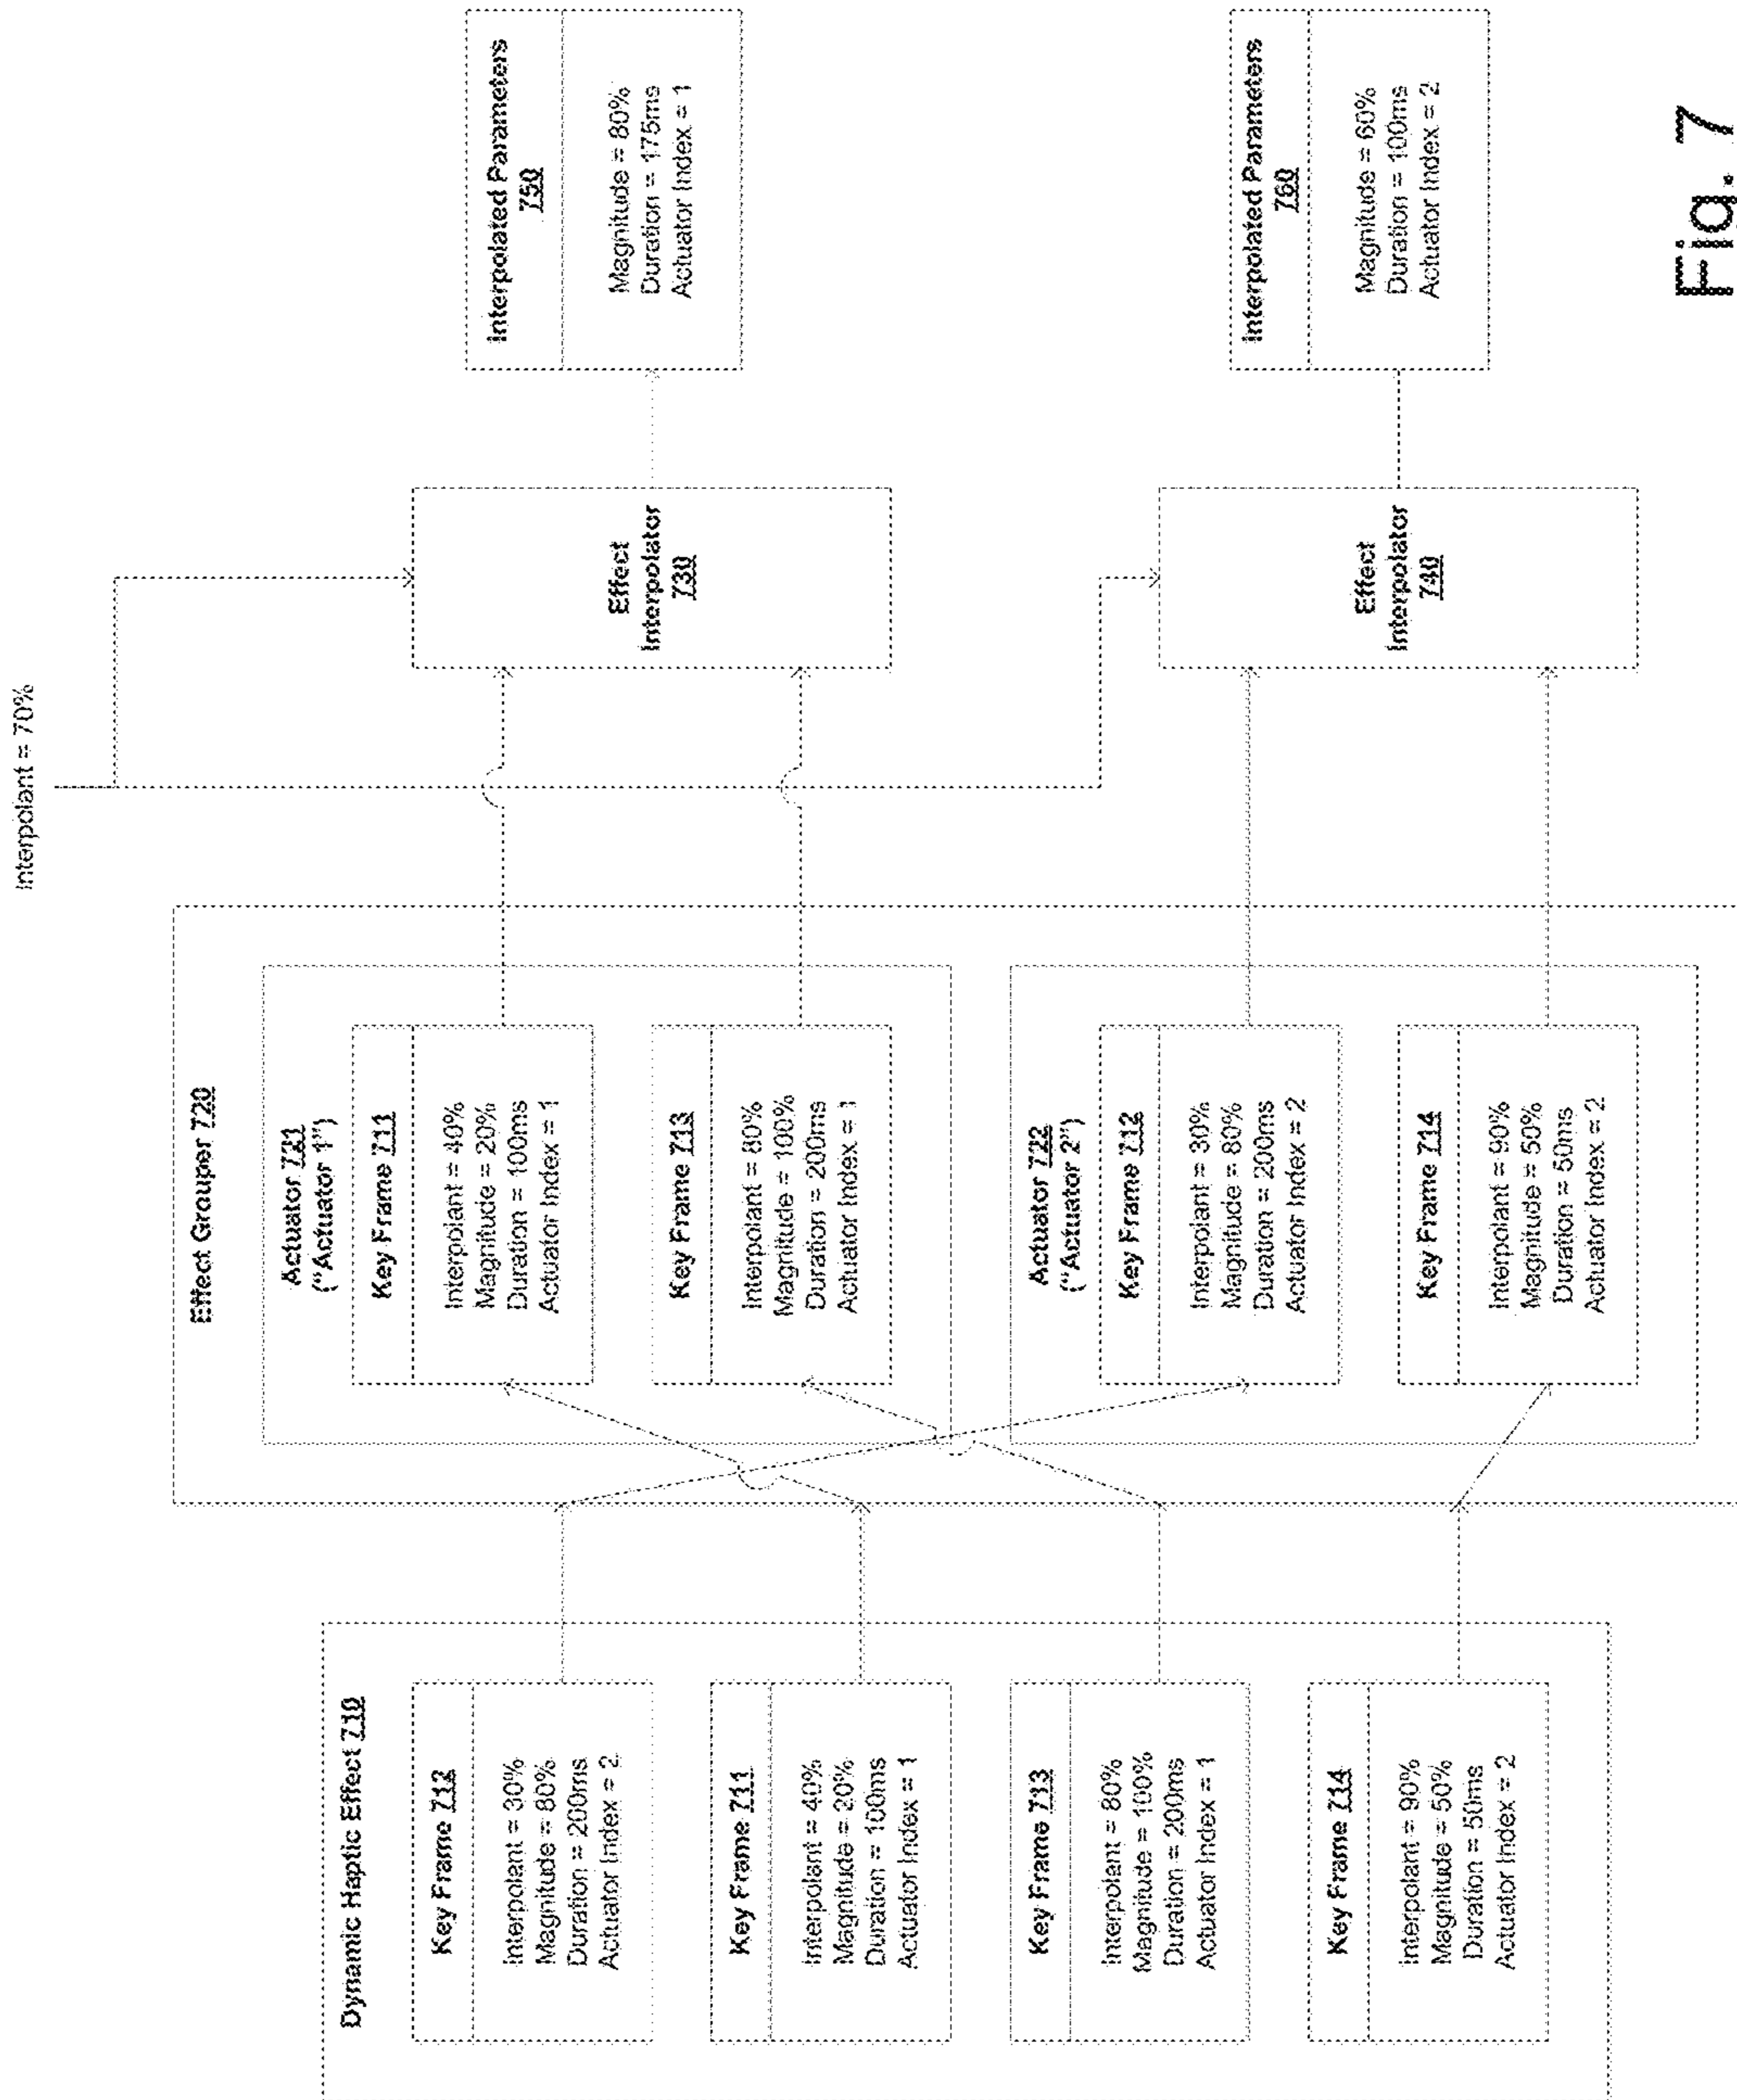 Interpolant = 70%
Dynamic Haptic Effect 710
Key Frame 712
Interpolant = 30%
Magnitude = 80%
Duration = 200ms
Actuator Index = 2
Key Frame 711
Interpolant = 40%
Magnitude = 20%
Duration = 100ms
Actuator Index = 1
Key Frame 713
Interpolant = 80%
Magnitude = 100%
Duration = 200ms
Actuator Index = 1
Key Frame 714
Interpolant = 90%
Magnitude = 50%
Duration = 50ms
Actuator Index = 2
Effect Grouper 720
Actuator 721
("Actuator 1")
Key Frame 711
Interpolant = 40%
Magnitude = 20%
Duration = 100ms
Actuator Index = 1
Key Frame 713
Interpolant = 80%
Magnitude = 100%
Duration = 200ms
Actuator Index = 1
Actuator 722
("Actuator 2")
Key Frame 712
Interpolant = 30%
Magnitude = 80%
Duration = 200ms
Actuator Index = 2
Key Frame 714
Interpolant = 90%
Magnitude = 50%
Duration = 50ms
Actuator Index = 2
Effect
Interpolator
730
Effect
Interpolator
740
Interpolated Parameters
750
Magnitude = 80%
Duration = 175ms
Actuator Index = 1
Interpolated Parameters
760
Magnitude = 60%
Duration = 100ms
Actuator Index = 2
Fig. 7